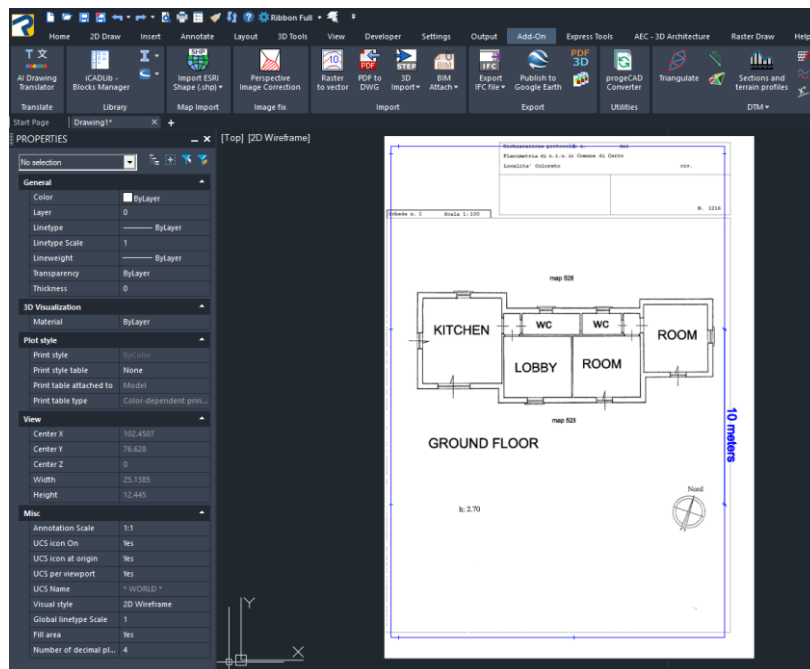 Ribbon Full
Home 2D Draw Insert Annotate Layout 3D Tools View Developer Settings Output Add-On Express Tools AEC - 3D Architecture Raster Draw Help
AI Drawing Translator
iCADLib - Blocks Manager
SHP
Import ESRI Shape (.shp)
Perspective Image Correction
Raster to vector
PDF
PDF to DWG
STEP
3D Import
BIM
BIM Attach
IFC
Export IFC file
Publish to Google Earth
PDF 3D
progeCAD Converter
Triangulate
Sections and terrain profiles
Translate Library Map Import Image fix Import Export Utilities DTM
Start Page Drawing1*
PROPERTIES
[Top] [2D Wireframe]
No selection
General
Color ByLayer
Layer 0
Linetype ByLayer
Linetype Scale 1
Lineweight ByLayer
Transparency ByLayer
Thickness 0
3D Visualization
Material ByLayer
Plot style
Print style ByColor
Print style table None
Print table attached to Model
Print table type Color-dependent prin...
View
Center X 102.4507
Center Y 76.628
Center Z 0
Width 25.1385
Height 12.445
Misc
Annotation Scale 1:1
UCS icon On Yes
UCS icon at origin Yes
UCS per viewport Yes
UCS Name * WORLD *
Visual style 2D Wireframe
Global linetype Scale 1
Fill area Yes
Number of decimal pl... 4
Planimetria di u.i.u. in Comune di Carro
Localita' Coloreto civ.
N. 1216
Scheda n. 1 Scala 1:100
map 528
KITCHEN
WC
WC
ROOM
LOBBY
ROOM
map 529
10 meters
GROUND FLOOR
Nord
h: 2.70
Y
X